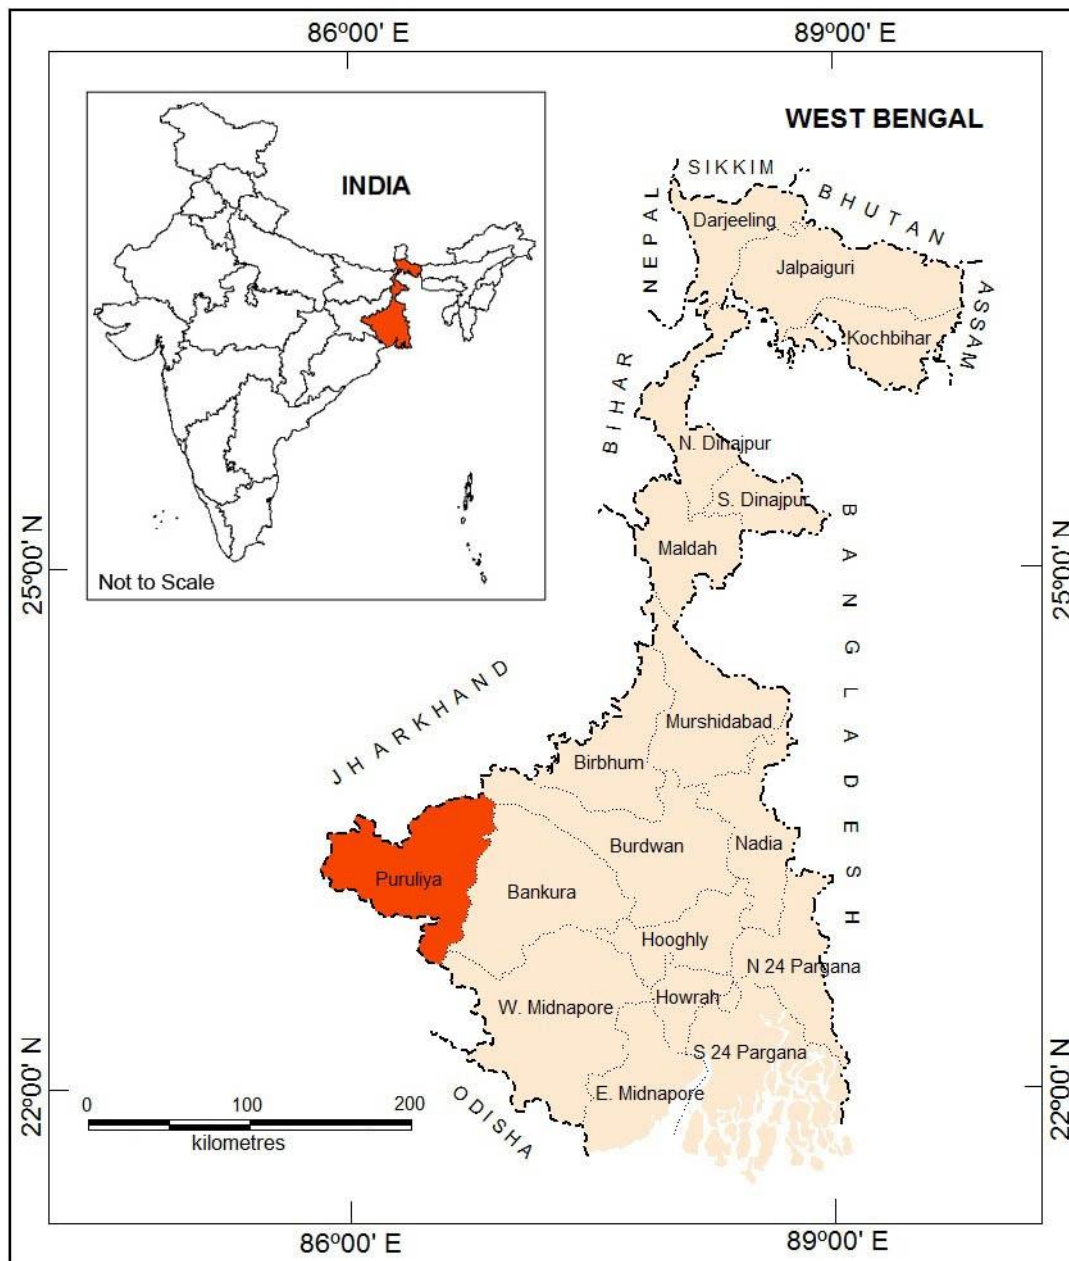 86º00' E
89º00' E
WEST BENGAL
INDIA
SIKKIM
BHUTAN
NEPAL
Darjeeling
Jalpaiguri
ASSAM
Kochbihar
BIHAR
N. Dinajpur
S. Dinajpur
Maldah
BANGLADESH
25º00' N
25º00' N
Not to Scale
JHARKHAND
Murshidabad
Birbhum
Burdwan
Nadia
Puruliya
Bankura
Hooghly
N 24 Pargana
Howrah
W. Midnapore
S 24 Pargana
E. Midnapore
22º00' N
22º00' N
ODISHA
0 100 200
kilometres
86º00' E
89º00' E